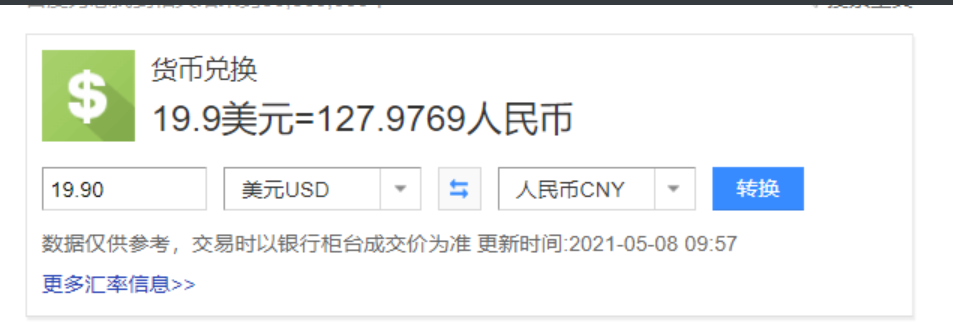 $
货币兑换
19.9美元=127.9769人民币
19.90 美元USD 人民币CNY 转换
数据仅供参考，交易时以银行柜台成交价为准 更新时间:2021-05-08 09:57
更多汇率信息>>